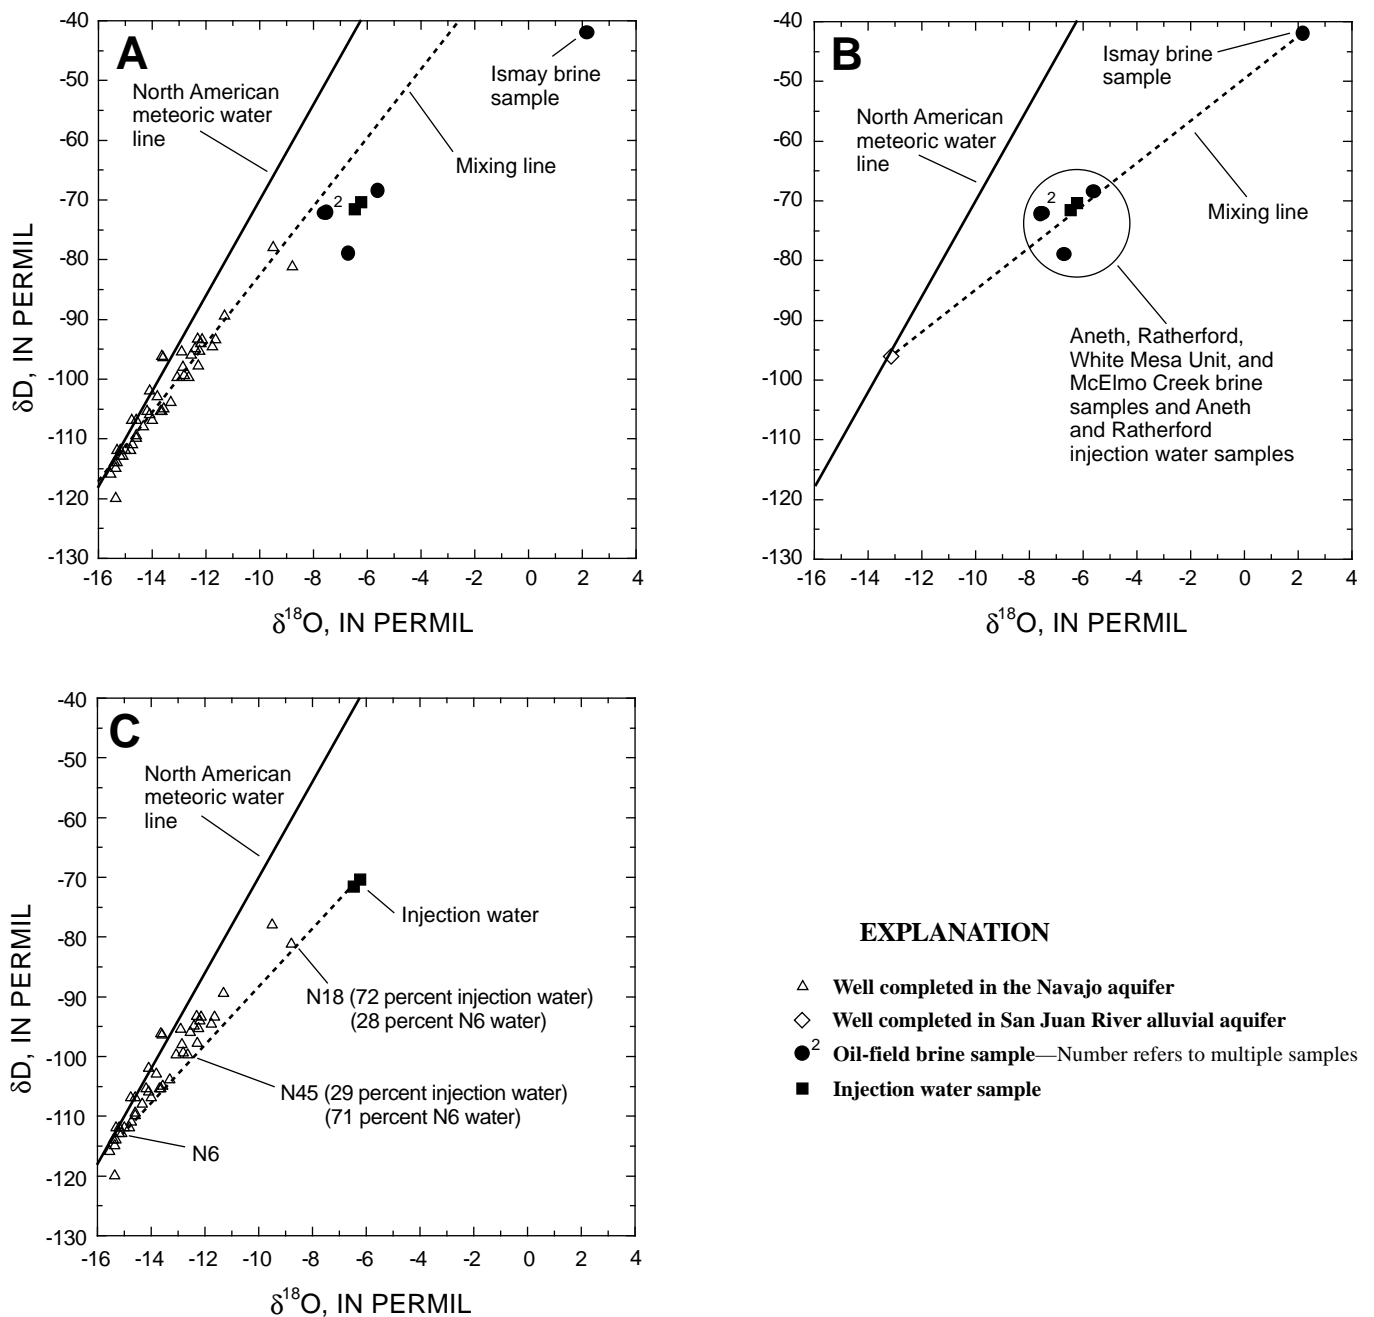 A
-40
-50
-60
-70
-80
-90
-100
-110
-120
-130
-16
-14
-12
-10
-8
-6
-4
-2
0
2
4
δD, IN PERMIL
δ18O, IN PERMIL
North American
meteoric water
line
Ismay brine
sample
Mixing line
2
B
-40
-50
-60
-70
-80
-90
-100
-110
-120
-130
-16
-14
-12
-10
-8
-6
-4
-2
0
2
4
δ18O, IN PERMIL
Ismay brine
sample
North American
meteoric water
line
2
Mixing line
Aneth, Ratherford,
White Mesa Unit, and
McElmo Creek brine
samples and Aneth
and Ratherford
injection water samples
C
-40
-50
-60
-70
-80
-90
-100
-110
-120
-130
-16
-14
-12
-10
-8
-6
-4
-2
0
2
4
δD, IN PERMIL
δ18O, IN PERMIL
North American
meteoric water
line
Injection water
N18 (72 percent injection water)
(28 percent N6 water)
N45 (29 percent injection water)
(71 percent N6 water)
N6
EXPLANATION
Well completed in the Navajo aquifer
Well completed in San Juan River alluvial aquifer
2 Oil-field brine sample—Number refers to multiple samples
Injection water sample